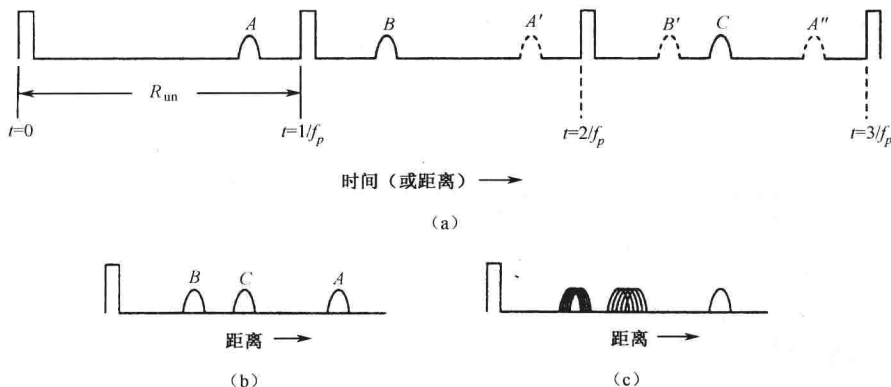 A B A′ B′ C A″
R_un
t=0 t=1/f_p t=2/f_p t=3/f_p
时间（或距离）
（a）
B C A
距离 距离
（b） （c）